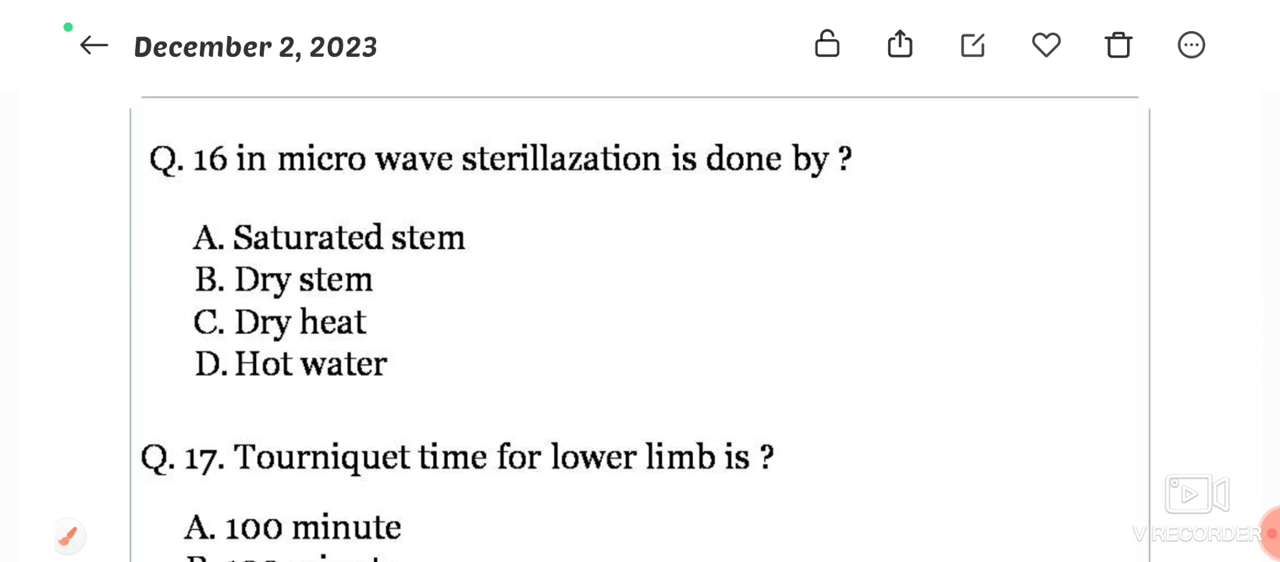 December 2, 2023
Q. 16 in micro wave sterillazation is done by ?
A. Saturated stem
B. Dry stem
C. Dry heat
D. Hot water
Q. 17. Tourniquet time for lower limb is ?
A. 100 minute
V RECORDER